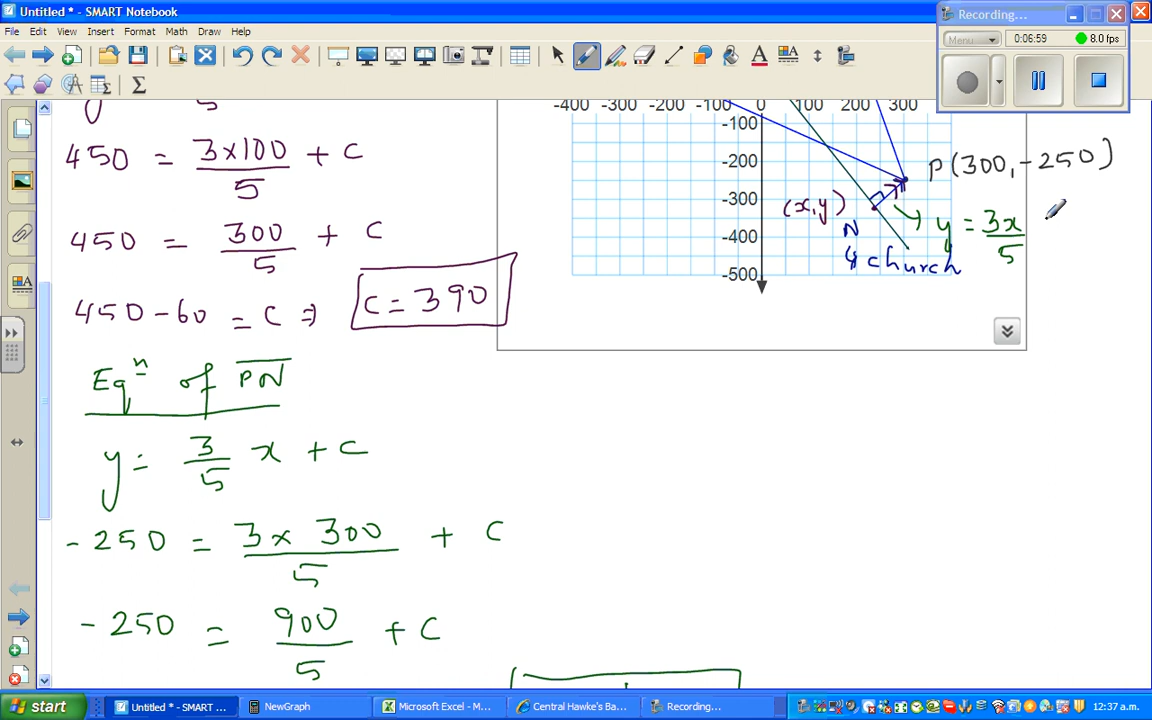 Untitled * - SMART Notebook
File Edit View Insert Format Math Draw Help
Recording...
Menu 0:06:59 8.0 fps
450 = 3x100 + C
5
450 = 300 + C
5
450 - 60 = C ⇒ C = 390
Eqⁿ of PN
y = 3 x + C
5
-250 = 3x 300 + C
5
-250 = 900 + C
5
-400 -300 -200 -100 0 100 200 300
-100
-200
-300
-400
-500
P(300, -250)
(x,y)
N
church
y = 3x
5
start Untitled * - SMART ... NewGraph Microsoft Excel - M... Central Hawke's Ba... Recording... 12:37 a.m.